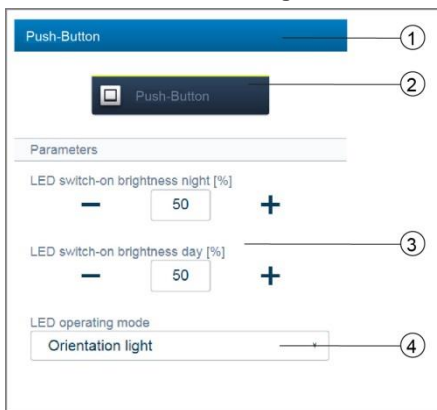 Push-Button
1
Push-Button
2
Parameters
LED switch-on brightness night [%]
50
LED switch-on brightness day [%]
3
50
LED operating mode
Orientation light
4